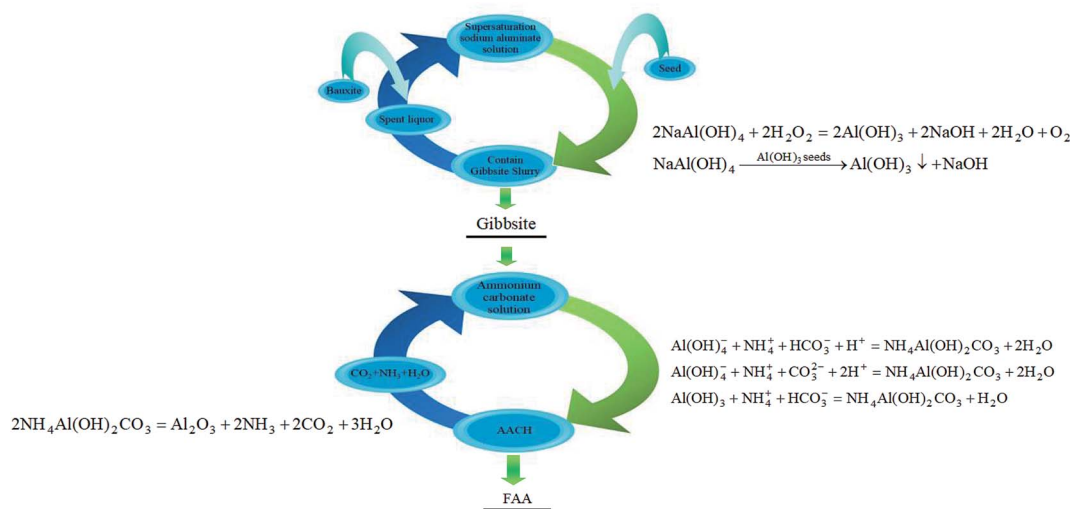 Supersaturation
sodium aluminate
solution
Seed
Bauxite
Spent liquor
Contain
Gibbsite Slurry
2NaAl(OH)₄ + 2H₂O₂ = 2Al(OH)₃ + 2NaOH + 2H₂O + O₂
NaAl(OH)₄ —Al(OH)₃ seeds→ Al(OH)₃ ↓ +NaOH
Gibbsite
Ammonium
carbonate
solution
CO₂+NH₃+H₂O
Al(OH)₄⁻ + NH₄⁺ + HCO₃⁻ + H⁺ = NH₄Al(OH)₂CO₃ + 2H₂O
Al(OH)₄⁻ + NH₄⁺ + CO₃²⁻ + 2H⁺ = NH₄Al(OH)₂CO₃ + 2H₂O
Al(OH)₃ + NH₄⁺ + HCO₃⁻ = NH₄Al(OH)₂CO₃ + H₂O
2NH₄Al(OH)₂CO₃ = Al₂O₃ + 2NH₃ + 2CO₂ + 3H₂O
AACH
FAA